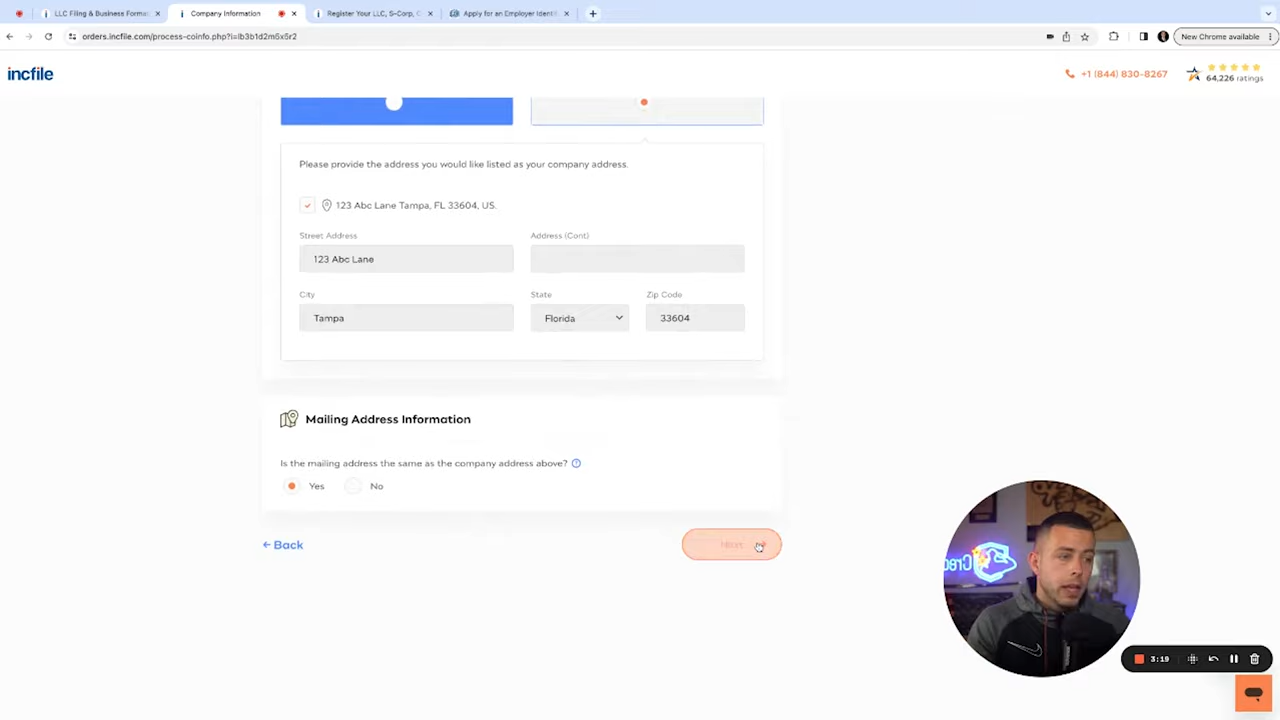 LLC Filing & Business Forma
Company Information
Register Your LLC, S-Corp, C
Apply for an Employer Identif
orders.incfile.com/process-coinfo.php?i=lb3b1d2m5x5r2
New Chrome available
incfile
+1 (844) 830-8267
64,226 ratings
Please provide the address you would like listed as your company address.
123 Abc Lane Tampa, FL 33604, US.
Street Address
Address (Cont)
123 Abc Lane
City
State
Zip Code
Tampa
Florida
33604
Mailing Address Information
Is the mailing address the same as the company address above?
Yes
No
← Back
Next
Cred
3:19